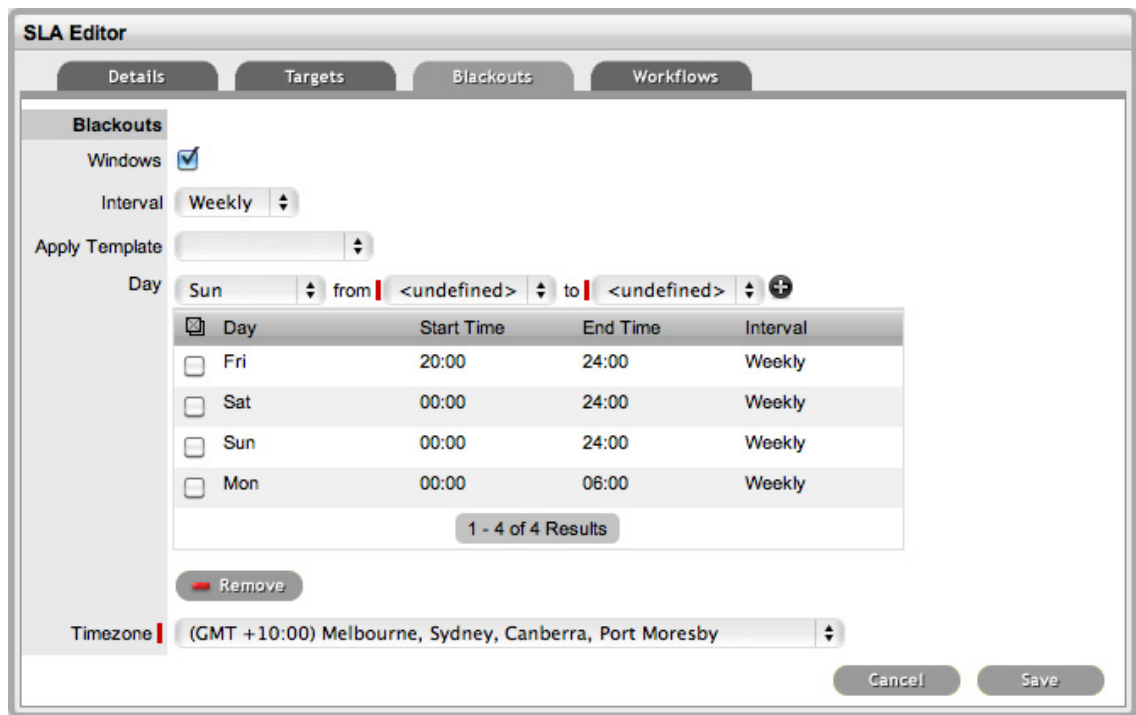 SLA Editor
Details Targets Blackouts Workflows
Blackouts
Windows
Interval Weekly
Apply Template
Day Sun from <undefined> to <undefined>
Day Start Time End Time Interval
Fri 20:00 24:00 Weekly
Sat 00:00 24:00 Weekly
Sun 00:00 24:00 Weekly
Mon 00:00 06:00 Weekly
1 - 4 of 4 Results
Remove
Timezone (GMT +10:00) Melbourne, Sydney, Canberra, Port Moresby
Cancel Save